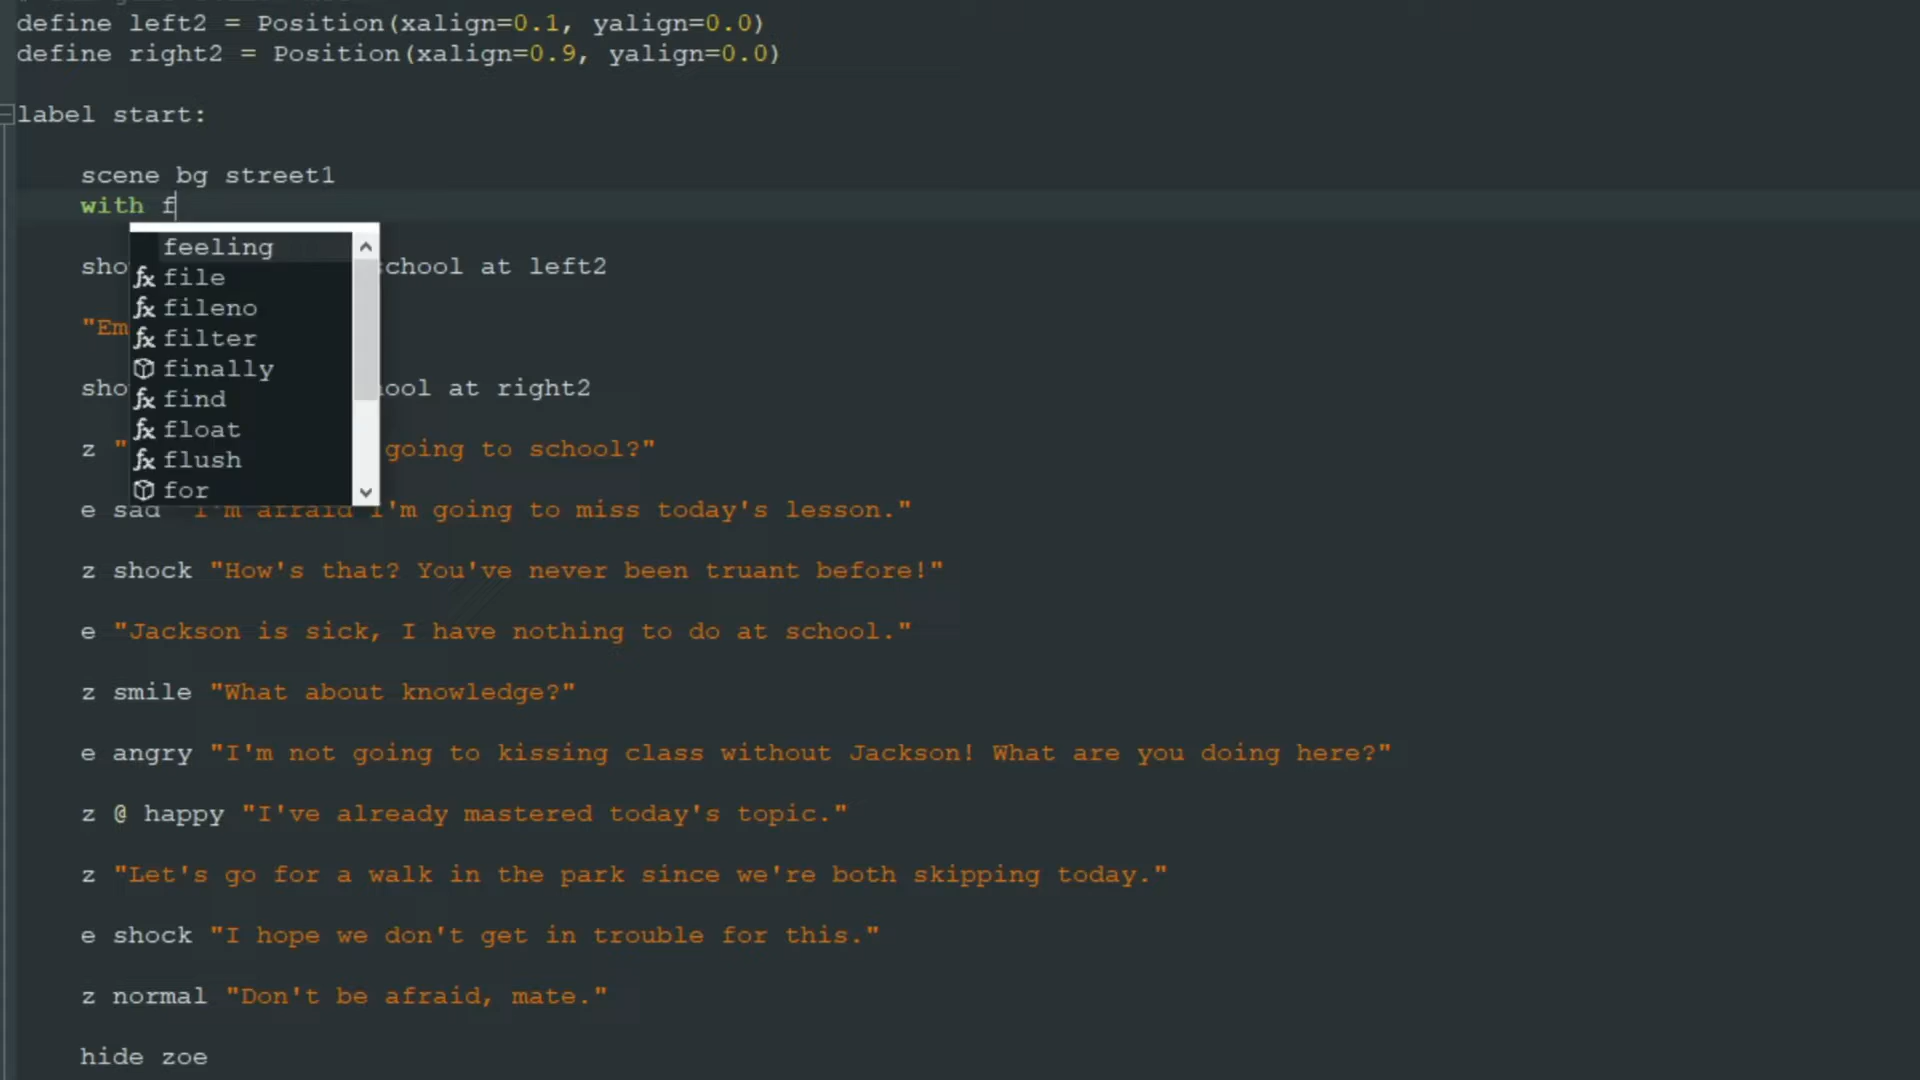 define left2 = Position(xalign=0.1, yalign=0.0)
define right2 = Position(xalign=0.9, yalign=0.0)
label start:
scene bg street1
with f
feeling
sho school at left2
file
fileno
"Em
filter
finally
sho ool at right2
find
float
z " going to school?"
flush
for
e sad "I'm afraid I'm going to miss today's lesson."
z shock "How's that? You've never been truant before!"
e "Jackson is sick, I have nothing to do at school."
z smile "What about knowledge?"
e angry "I'm not going to kissing class without Jackson! What are you doing here?"
z @ happy "I've already mastered today's topic."
z "Let's go for a walk in the park since we're both skipping today."
e shock "I hope we don't get in trouble for this."
z normal "Don't be afraid, mate."
hide zoe